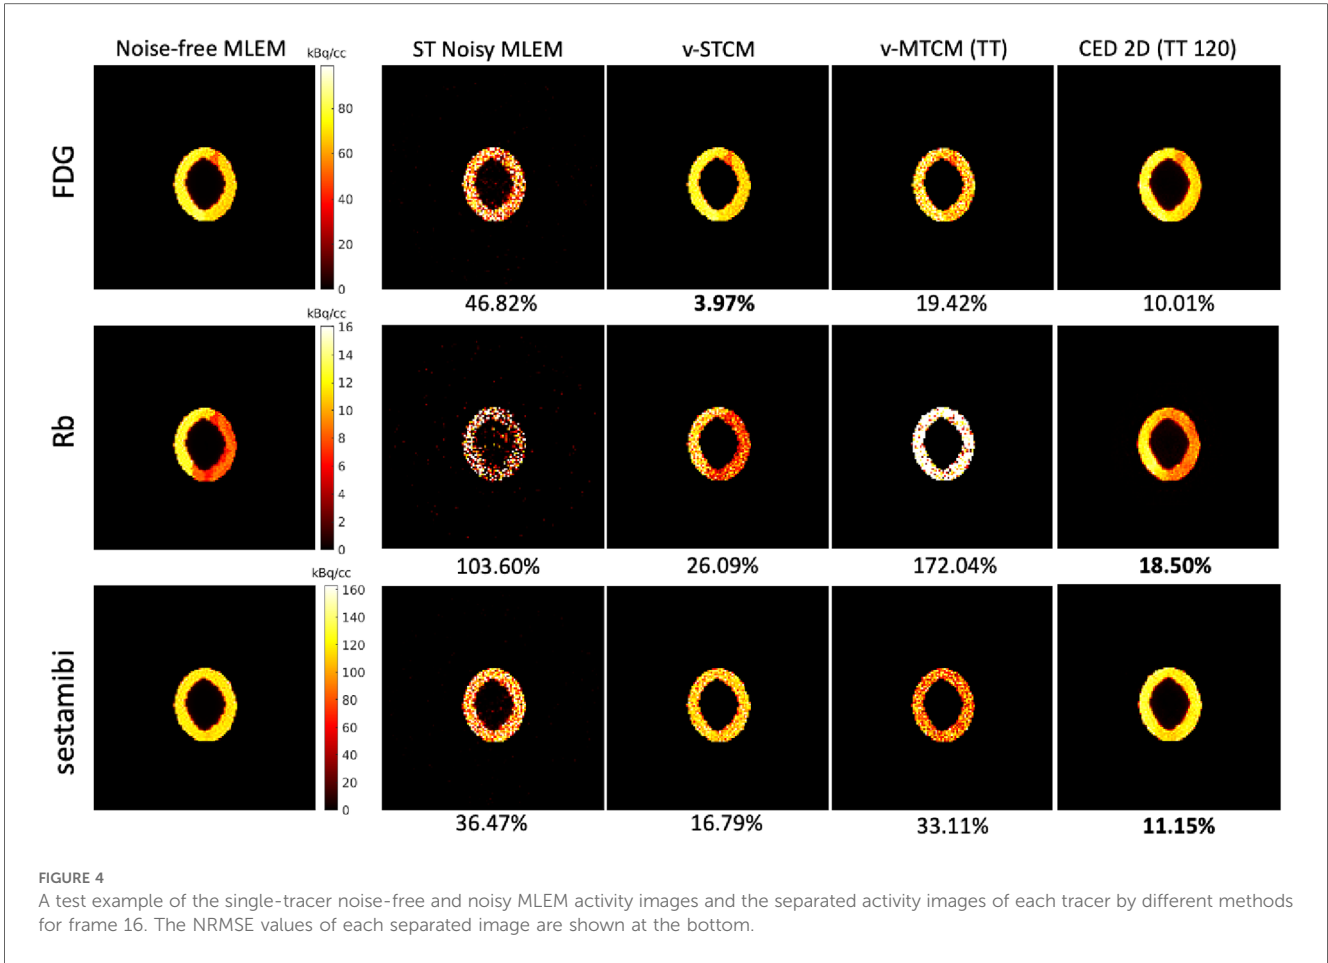 Noise-free MLEM
kBq/cc
ST Noisy MLEM
v-STCM
v-MTCM (TT)
CED 2D (TT 120)
FDG
80
60
40
20
0
46.82%
3.97%
19.42%
10.01%
kBq/cc
Rb
16
14
12
10
8
6
4
2
0
103.60%
26.09%
172.04%
18.50%
kBq/cc
sestamibi
160
140
120
100
80
60
40
20
0
36.47%
16.79%
33.11%
11.15%
FIGURE 4
A test example of the single-tracer noise-free and noisy MLEM activity images and the separated activity images of each tracer by different methods
for frame 16. The NRMSE values of each separated image are shown at the bottom.